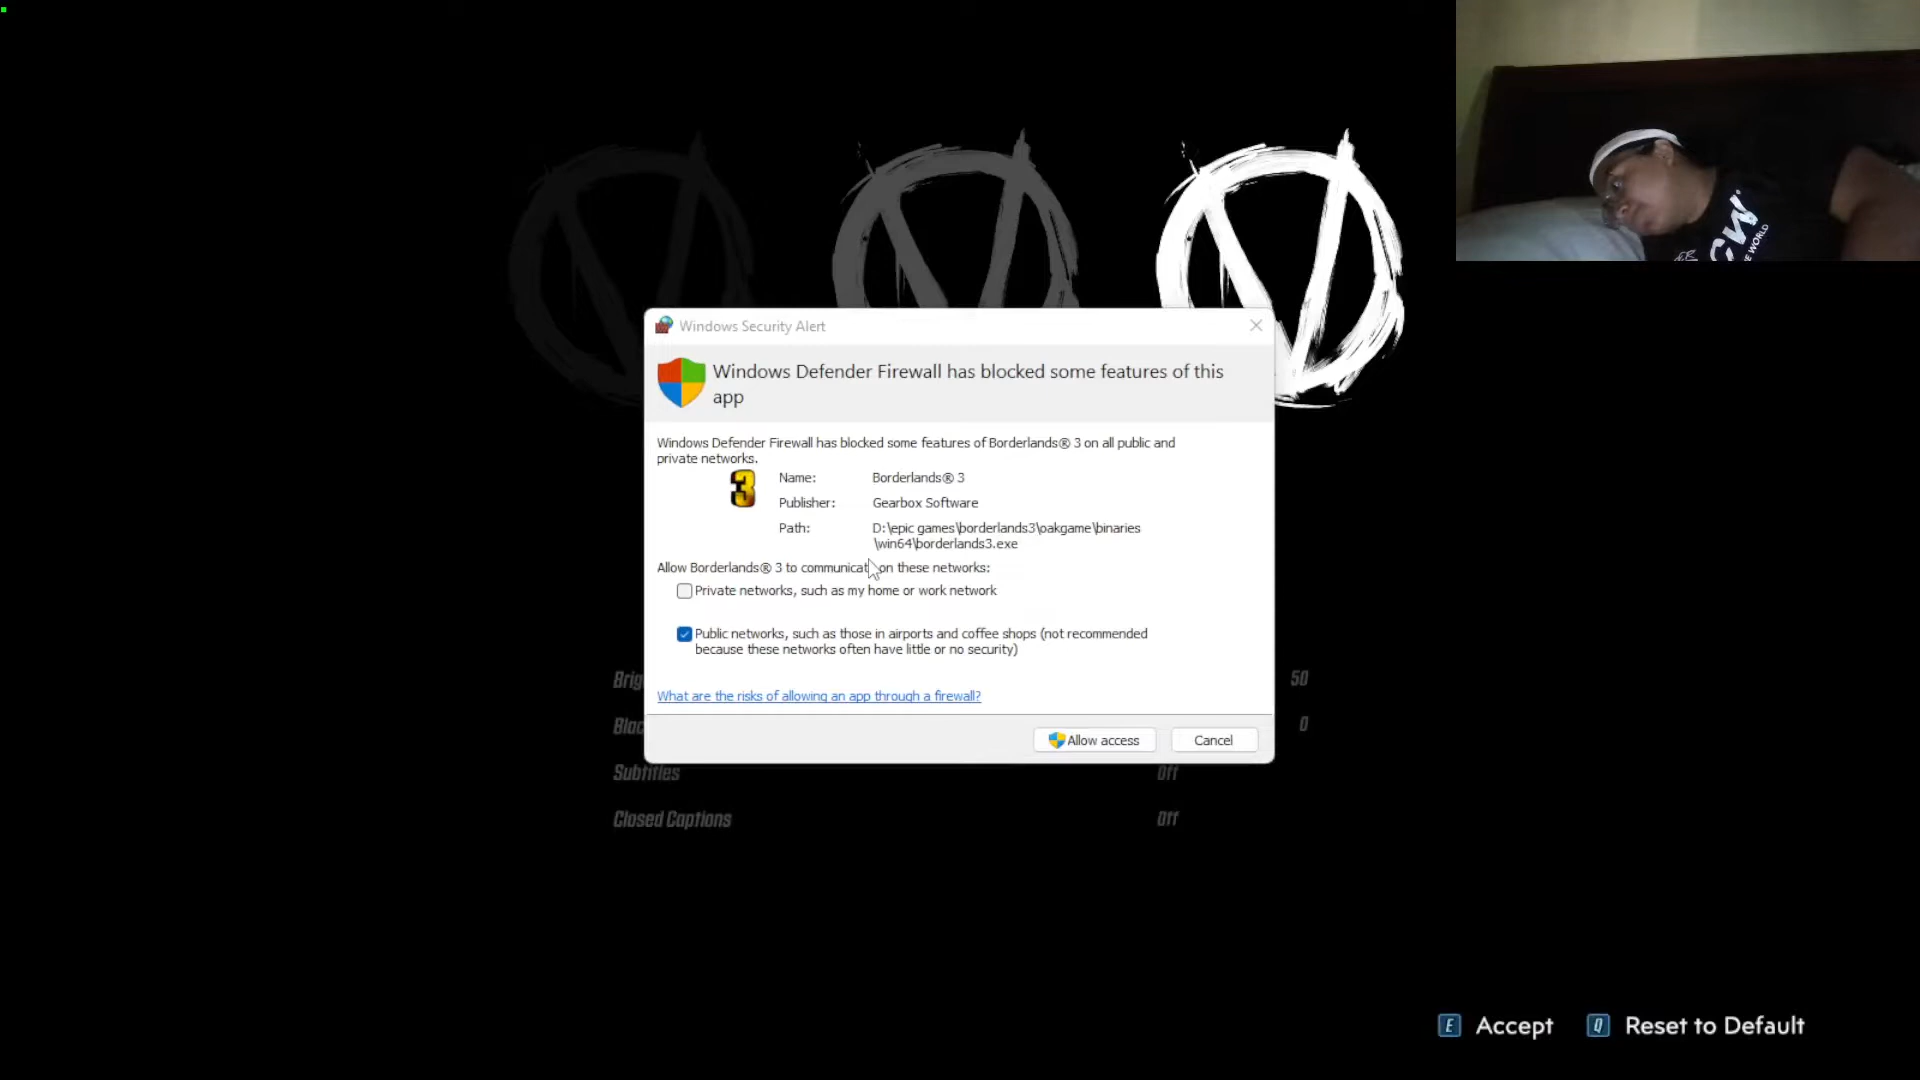 Windows Security Alert
Windows Defender Firewall has blocked some features of this
app
Windows Defender Firewall has blocked some features of Borderlands® 3 on all public and
private networks.
3
Name: Borderlands® 3
Publisher: Gearbox Software
Path: D:\epic games\borderlands3\oakgame\binaries
\win64\borderlands3.exe
Allow Borderlands® 3 to communicat on these networks:
Private networks, such as my home or work network
Public networks, such as those in airports and coffee shops (not recommended
because these networks often have little or no security)
What are the risks of allowing an app through a firewall?
Allow access Cancel
50
0
Subtitles Off
Closed Captions Off
E Accept Q Reset to Default
CW
WORLD